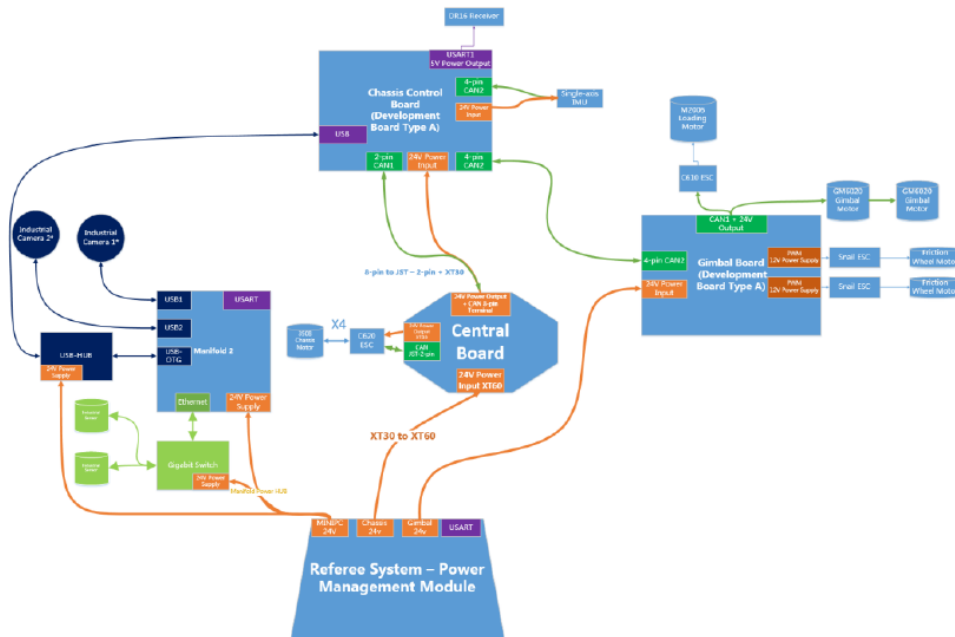 DR16 Receiver
USART1
5V Power Output
4-pin
CAN2
Chassis Control
Board
(Development
Board Type A)
24V Power
Input
Single-axis
IMU
USB
2-pin
CAN1
24V Power
Input
4-pin
CAN2
M2006
Loading
Motor
C610 ESC
GM6020
Gimbal
Motor
GM6020
Gimbal
Motor
CAN1 + 24V
Output
Industrial
Camera 2*
Industrial
Camera 1*
4-pin CAN2
Gimbal Board
(Development
Board Type A)
PWM
12V Power Supply
Snail ESC
Friction
Wheel Motor
24V Power
Input
PWM
12V Power Supply
Snail ESC
Friction
Wheel Motor
8-pin to JST – 2-pin + XT30
USB1
USART
24V Power Output
+ CAN 8-pin
Terminal
USB2
X4
Chassis
Motor
C620
ESC
24V Power
Output
XT30
CAN
JST-2-pin
Central
Board
USB-HUB
24V Power
Supply
USB-
OTG
Manifold 2
24V Power
Input XT60
Ethernet
24V Power
Supply
XT30 to XT60
Gigabit Switch
24V Power
Supply
Manifold Power HUB
MINIPC
24V
Chassis
24v
Gimbal
24v
USART
Referee System – Power
Management Module